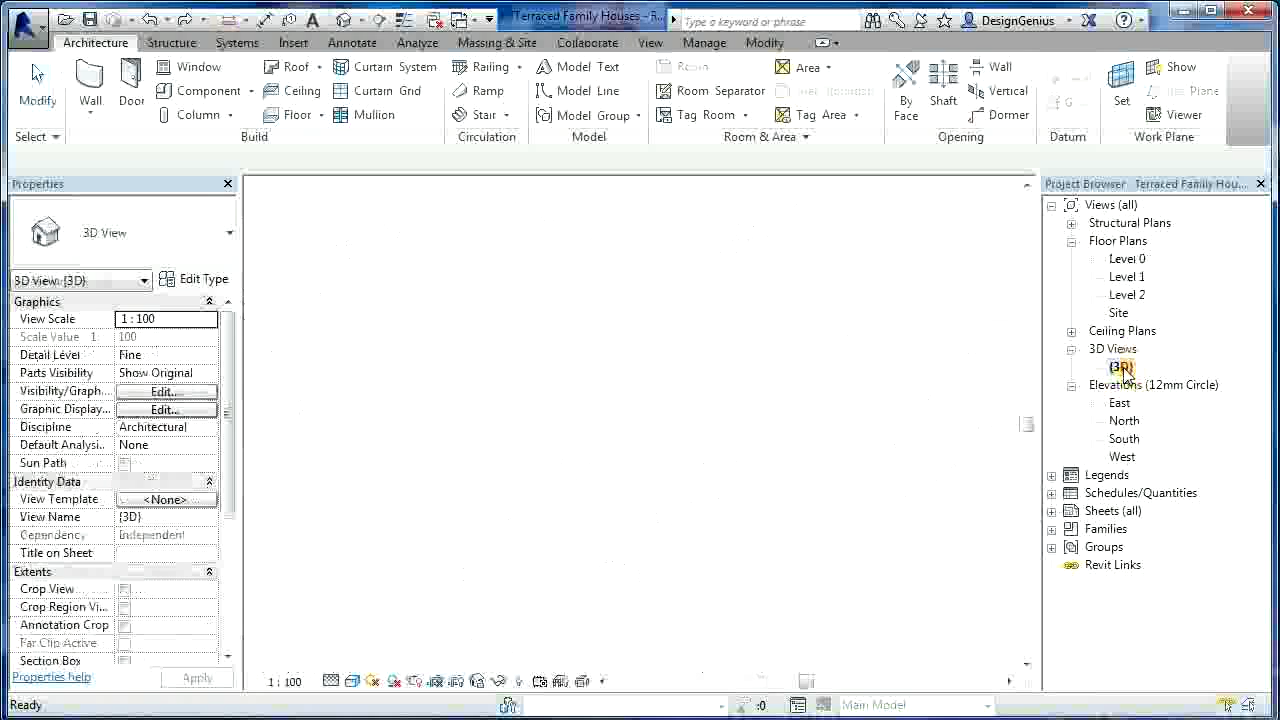 Terraced Family Houses - R...
Type a keyword or phrase
DesignGenius
Architecture Structure Systems Insert Annotate Analyze Massing & Site Collaborate View Manage Modify
Window Roof Curtain System Railing Model Text Room Area Wall Show
Modify Wall Door Component Ceiling Curtain Grid Ramp Model Line Room Separator By Face Shaft Vertical Set
Column Floor Mullion Stair Model Group Tag Room Tag Area Dormer Viewer
Select Build Circulation Model Room & Area Opening Datum Work Plane
Properties
3D View
3D View: {3D} Edit Type
Graphics
View Scale 1 : 100
Scale Value 1 100
Detail Level Fine
Parts Visibility Show Original
Visibility/Graph... Edit...
Graphic Display... Edit...
Discipline Architectural
Default Analysi... None
Sun Path
Identity Data
View Template <None>
View Name {3D}
Dependency Independent
Title on Sheet
Extents
Crop View
Crop Region Vi...
Annotation Crop
Far Clip Active
Section Box
Properties help Apply
1 : 100
Project Browser Terraced Family Hou...
Views (all)
Structural Plans
Floor Plans
Level 0
Level 1
Level 2
Site
Ceiling Plans
3D Views
{3D}
Elevations (12mm Circle)
East
North
South
West
Legends
Schedules/Quantities
Sheets (all)
Families
Groups
Revit Links
Ready :0 Main Model